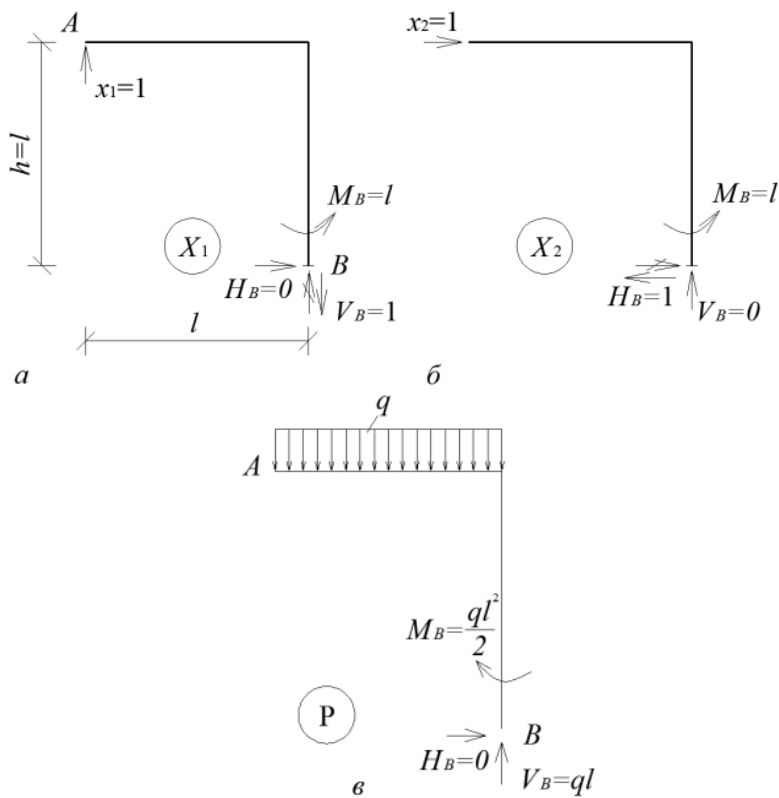 A
x₁=1
h=l
X₁
M_B=l
B
H_B=0
V_B=1
l
а
x₂=1
X₂
M_B=l
H_B=1
V_B=0
б
q
A
M_B=ql²/2
P
B
H_B=0
V_B=ql
в